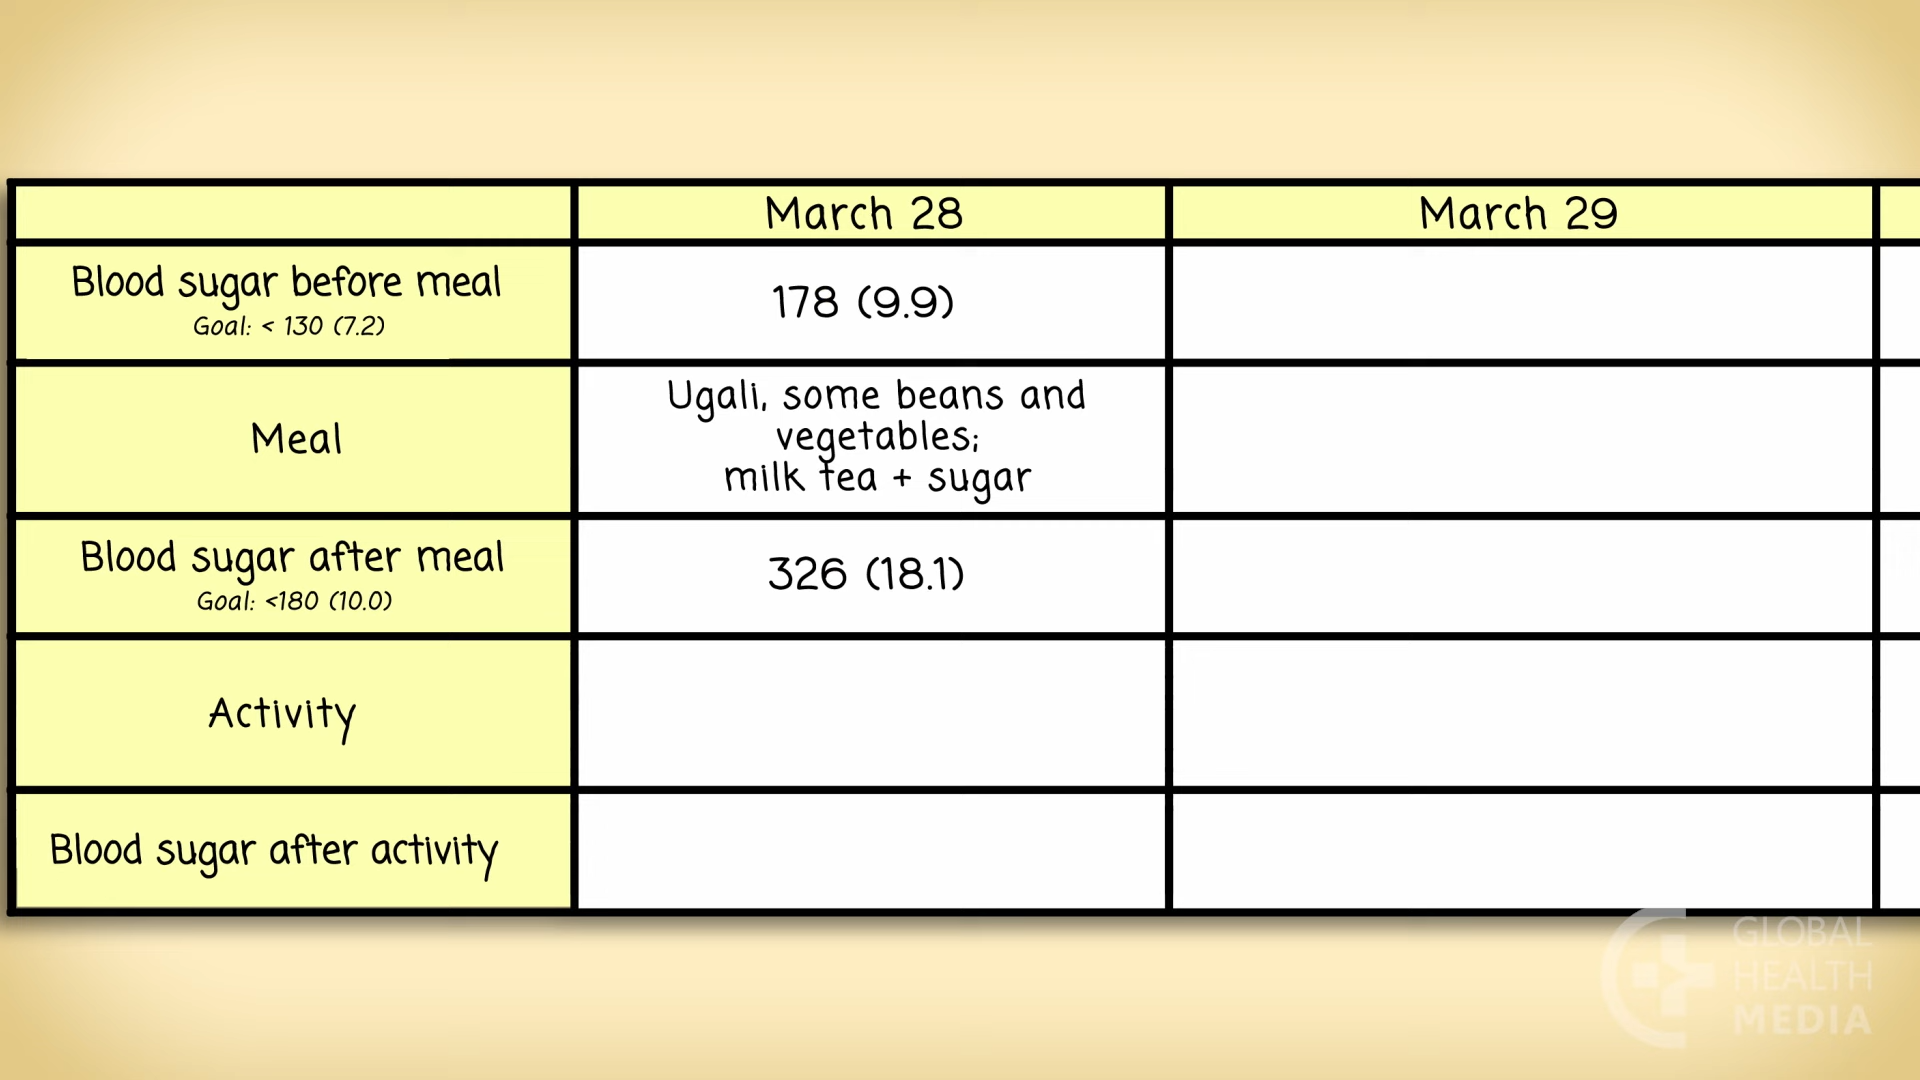 March 28
March 29
Blood sugar before meal
Goal: < 130 (7.2)
178 (9.9)
Meal
Ugali, some beans and
vegetables;
milk tea + sugar
Blood sugar after meal
Goal: <180 (10.0)
326 (18.1)
Activity
Blood sugar after activity
GLOBAL
HEALTH
MEDIA